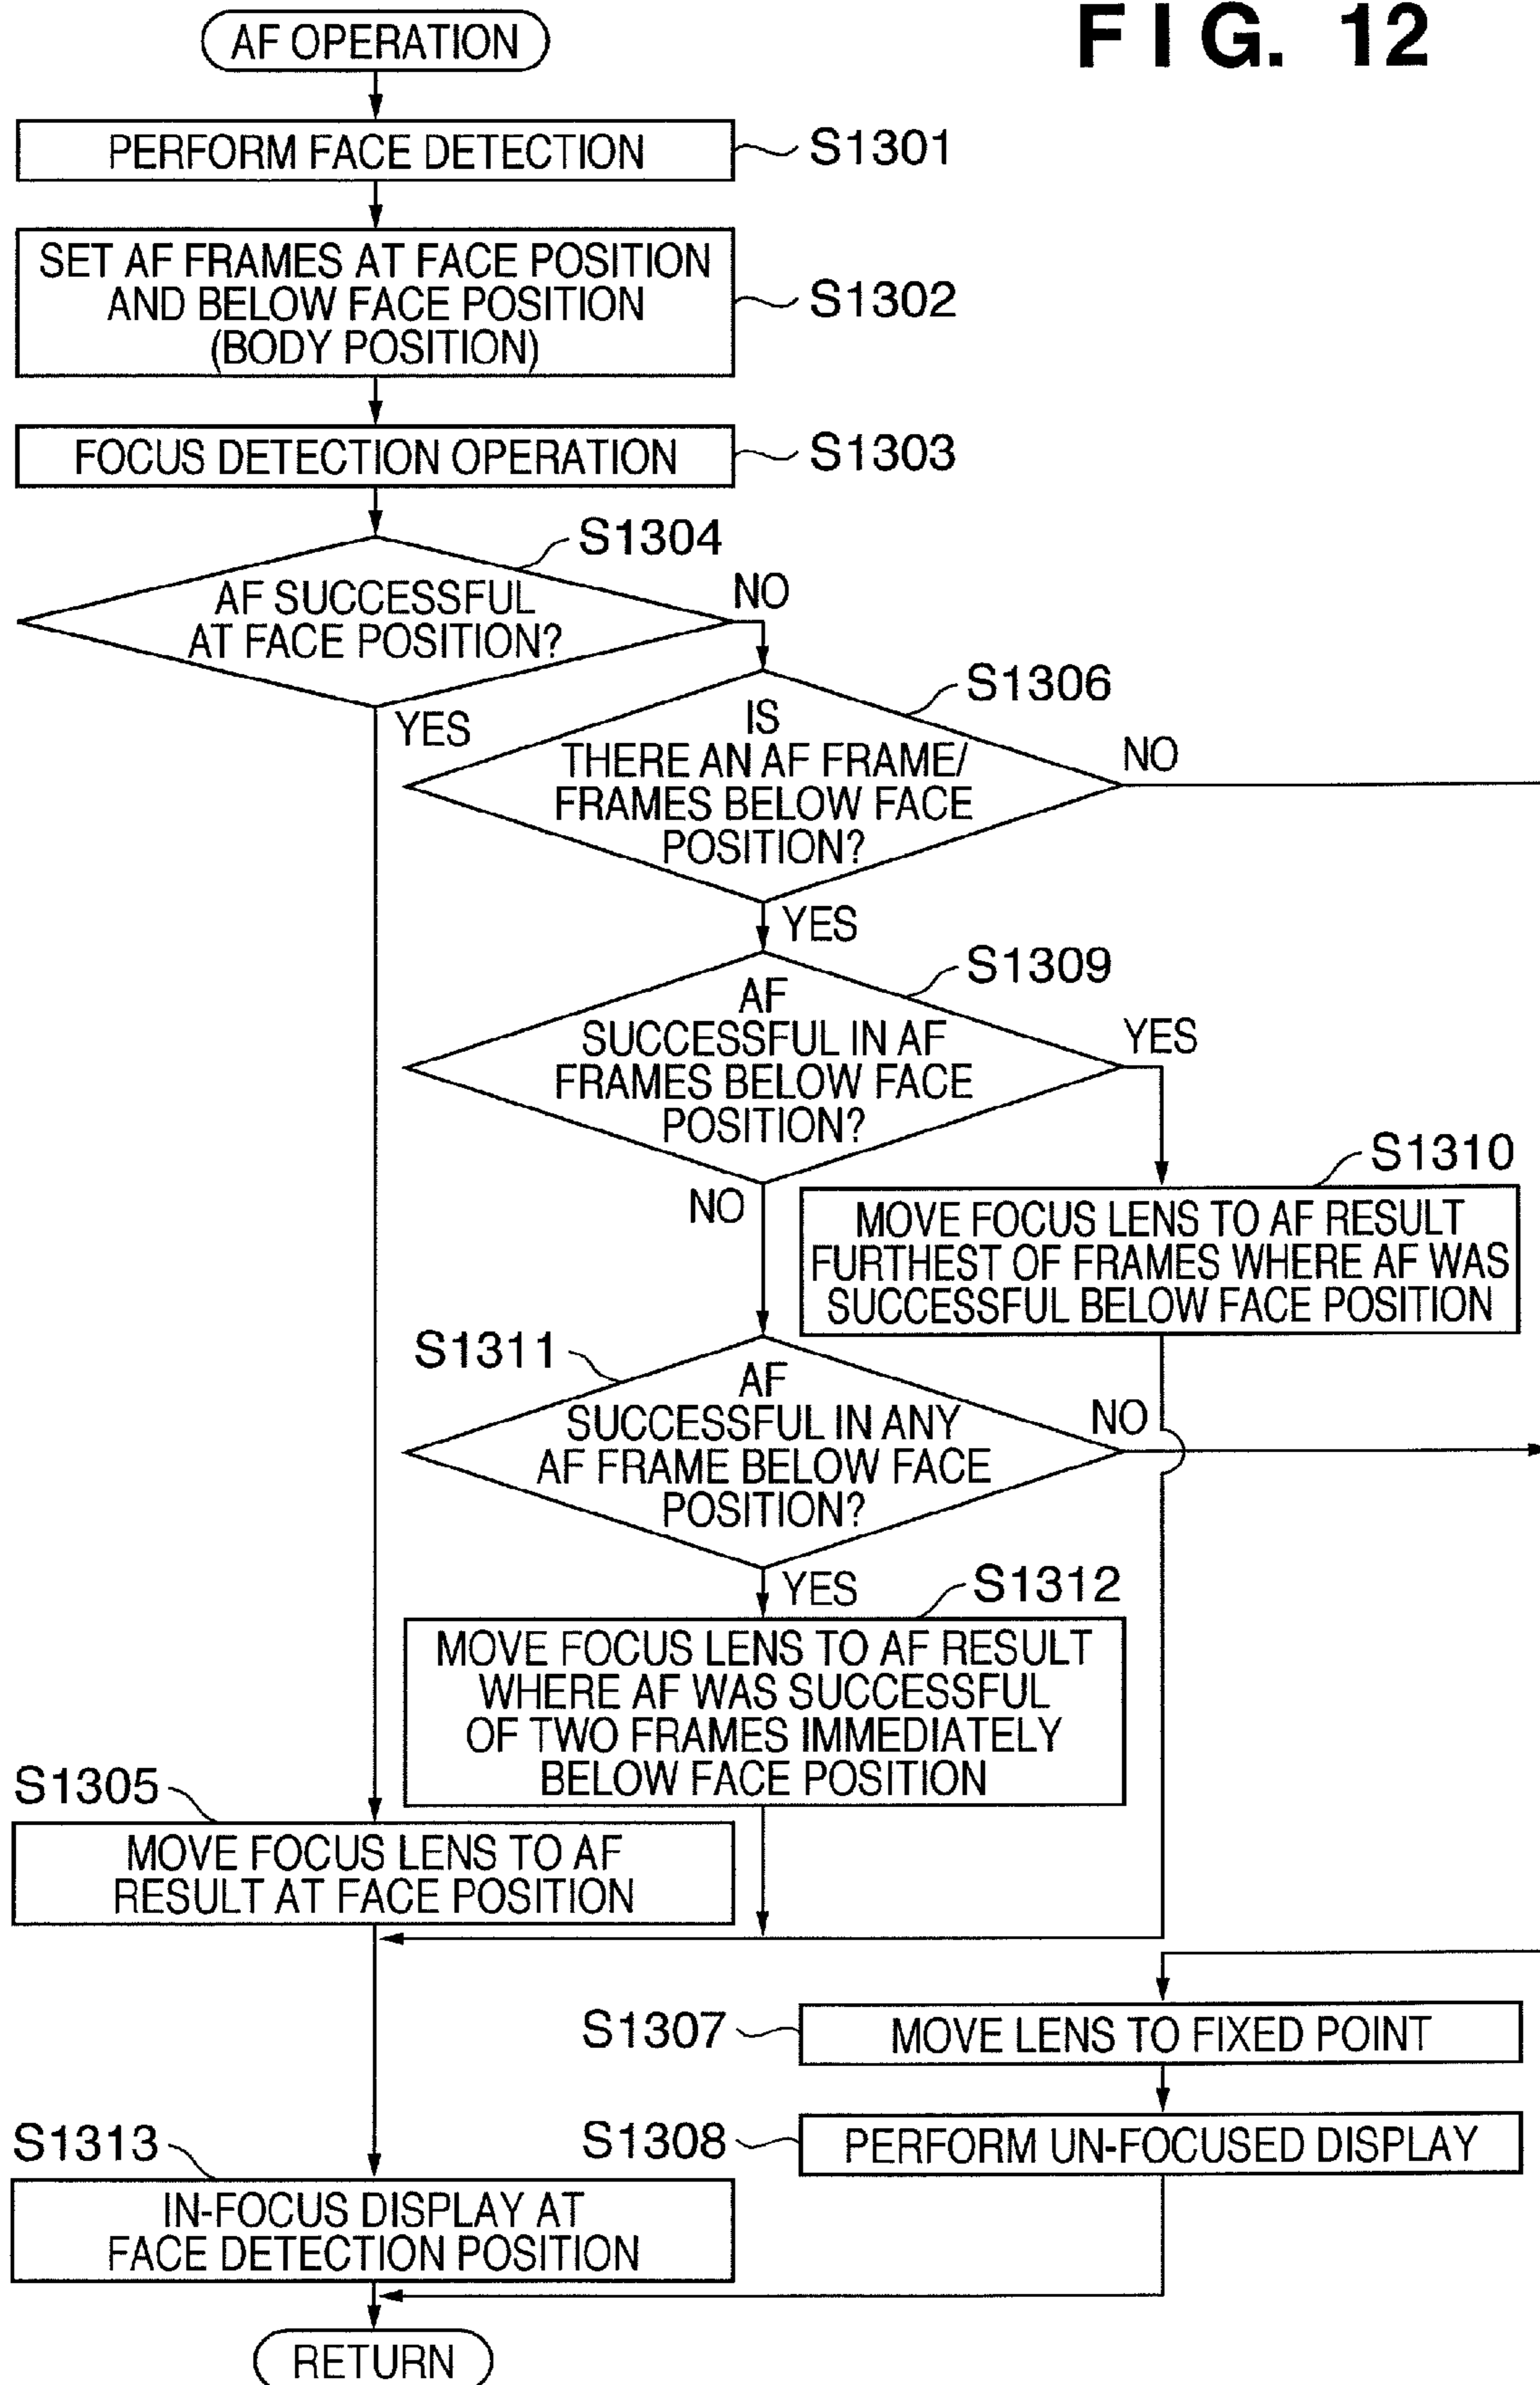 FIG. 12
AF OPERATION
PERFORM FACE DETECTION
S1301
SET AF FRAMES AT FACE POSITION
AND BELOW FACE POSITION
(BODY POSITION)
S1302
FOCUS DETECTION OPERATION
S1303
S1304
AF SUCCESSFUL
AT FACE POSITION?
NO
YES
S1306
IS
THERE AN AF FRAME/
FRAMES BELOW FACE
POSITION?
NO
YES
S1309
AF
SUCCESSFUL IN AF
FRAMES BELOW FACE
POSITION?
YES
NO
S1310
MOVE FOCUS LENS TO AF RESULT
FURTHEST OF FRAMES WHERE AF WAS
SUCCESSFUL BELOW FACE POSITION
S1311
AF
SUCCESSFUL IN ANY
AF FRAME BELOW FACE
POSITION?
NO
YES
S1312
MOVE FOCUS LENS TO AF RESULT
WHERE AF WAS SUCCESSFUL
OF TWO FRAMES IMMEDIATELY
BELOW FACE POSITION
S1305
MOVE FOCUS LENS TO AF
RESULT AT FACE POSITION
S1307
MOVE LENS TO FIXED POINT
S1308
PERFORM UN-FOCUSED DISPLAY
S1313
IN-FOCUS DISPLAY AT
FACE DETECTION POSITION
RETURN